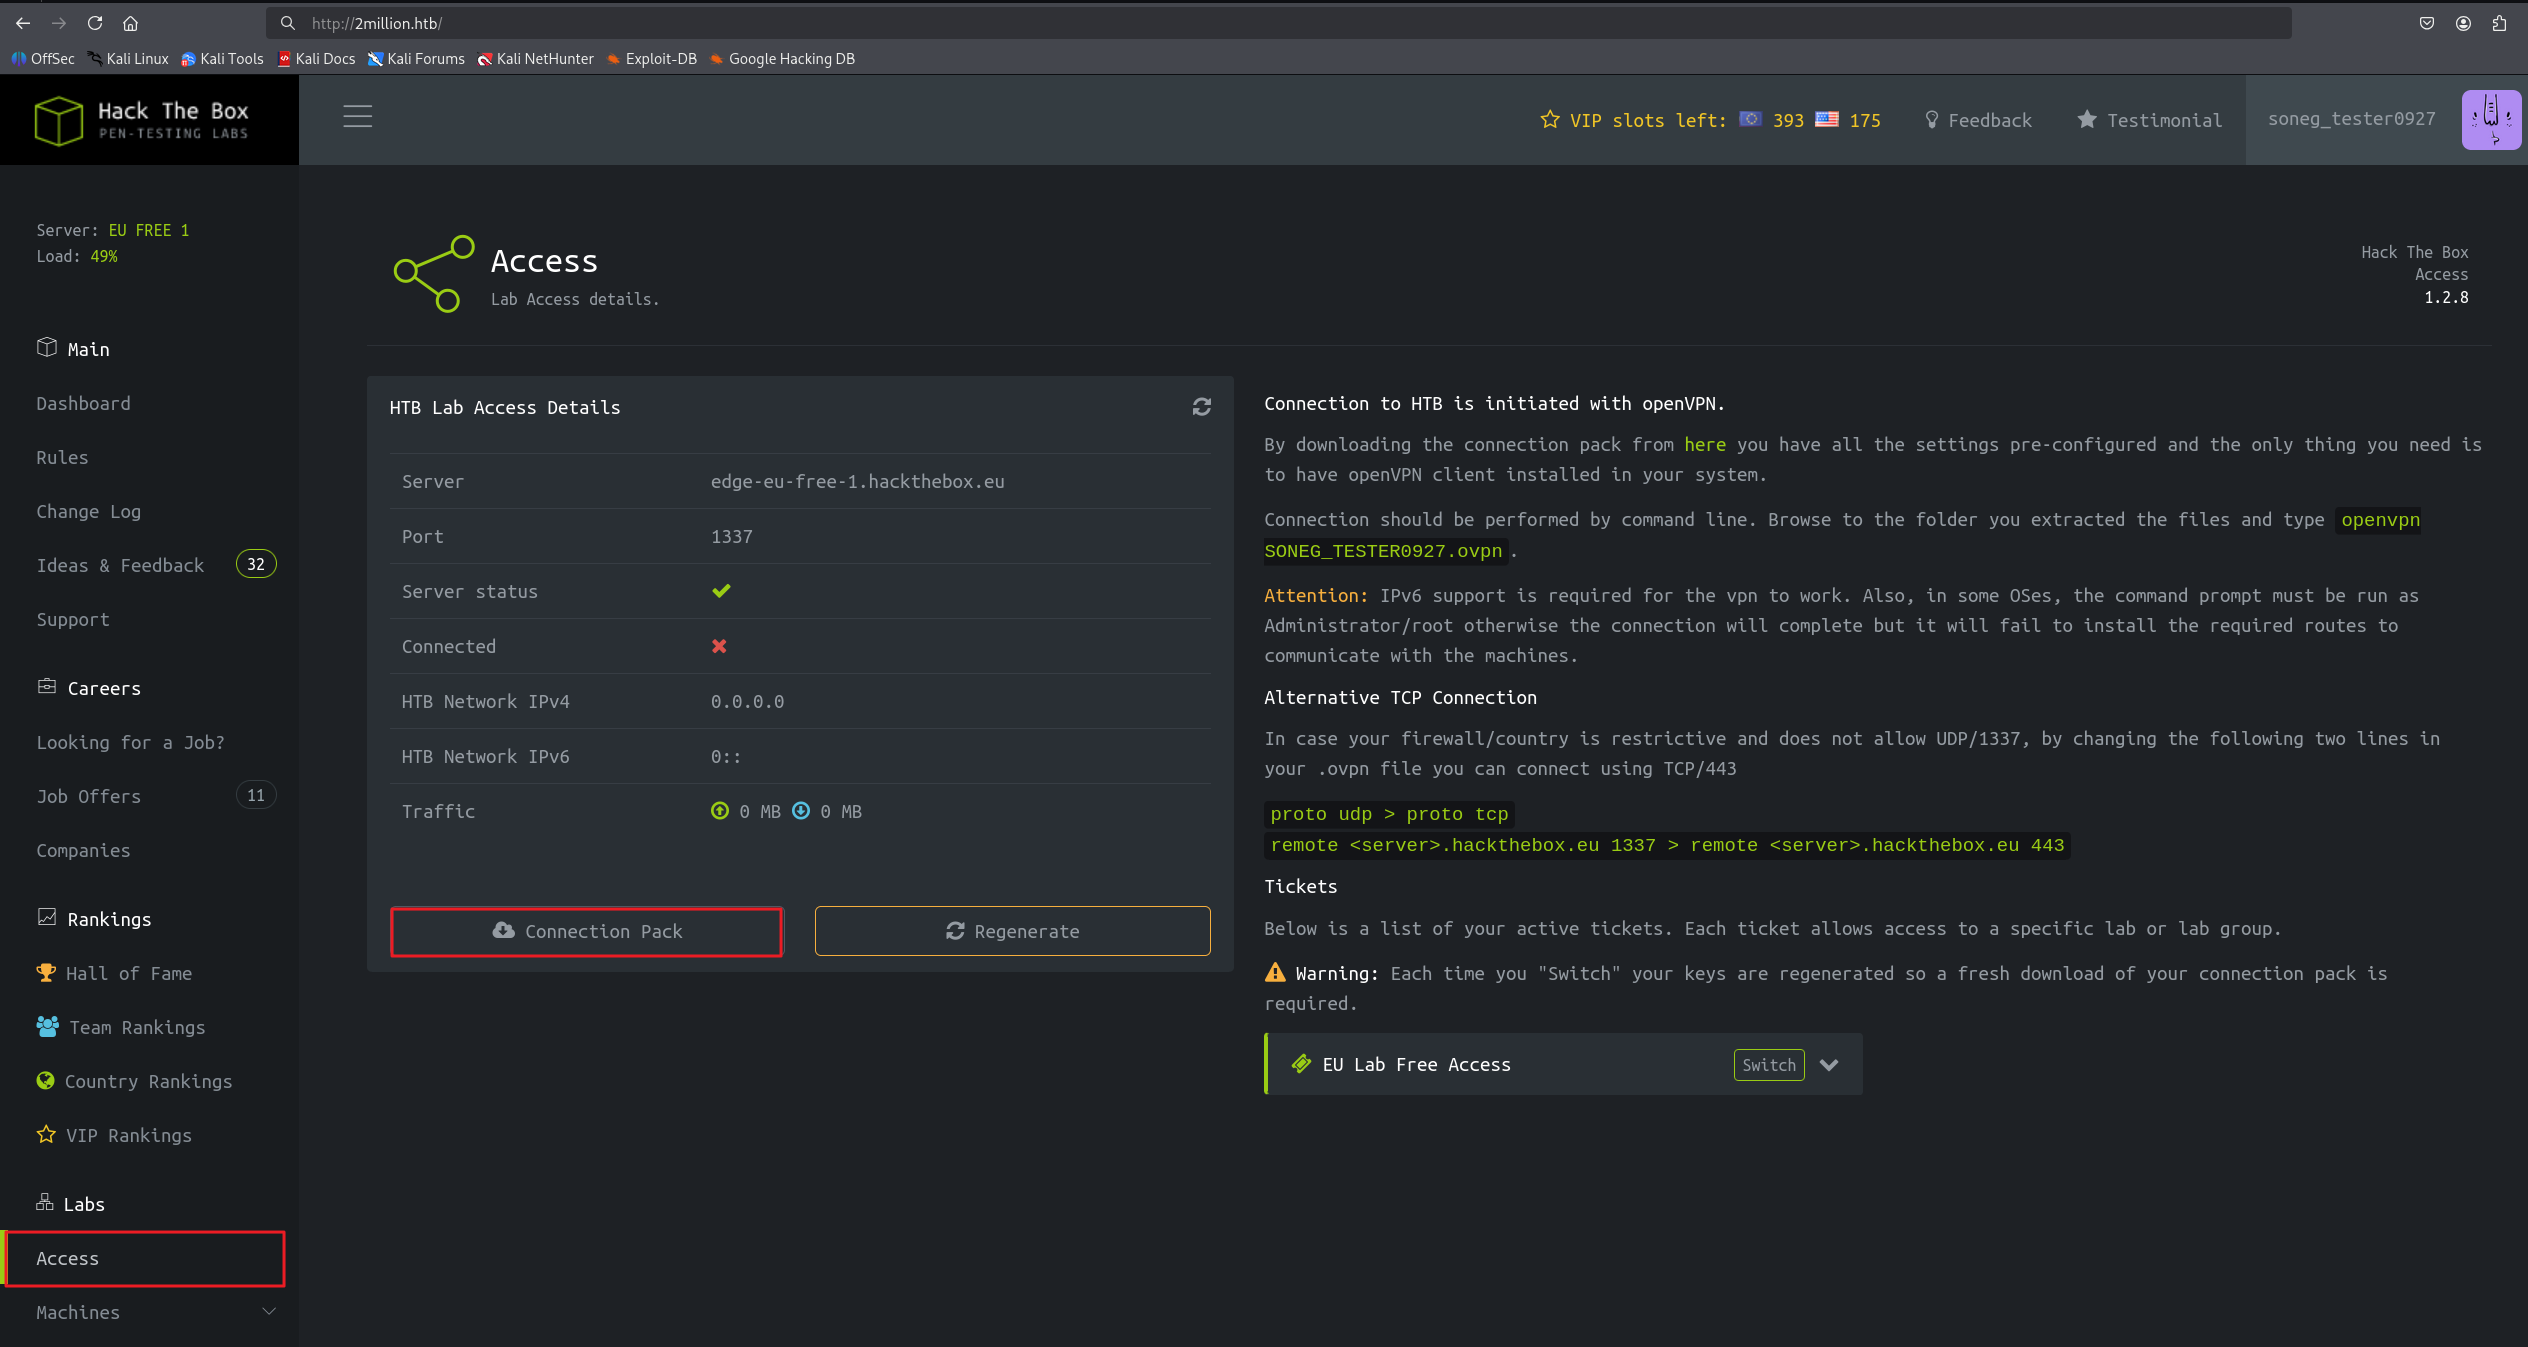 http://2million.htb/
OffSec Kali Linux Kali Tools Kali Docs Kali Forums Kali NetHunter Exploit-DB Google Hacking DB
Hack The Box
PEN-TESTING LABS
VIP slots left: 393 175 Feedback Testimonial soneg_tester0927
Server: EU FREE 1
Load: 49%
Main
Dashboard
Rules
Change Log
Ideas & Feedback 32
Support
Careers
Looking for a Job?
Job Offers 11
Companies
Rankings
Hall of Fame
Team Rankings
Country Rankings
VIP Rankings
Labs
Access
Machines
Access
Lab Access details.
Hack The Box
Access
1.2.8
HTB Lab Access Details
Server edge-eu-free-1.hackthebox.eu
Port 1337
Server status
Connected
HTB Network IPv4 0.0.0.0
HTB Network IPv6 0::
Traffic 0 MB 0 MB
Connection Pack Regenerate
Connection to HTB is initiated with openVPN.
By downloading the connection pack from here you have all the settings pre-configured and the only thing you need is
to have openVPN client installed in your system.
Connection should be performed by command line. Browse to the folder you extracted the files and type openvpn
SONEG_TESTER0927.ovpn .
Attention: IPv6 support is required for the vpn to work. Also, in some OSes, the command prompt must be run as
Administrator/root otherwise the connection will complete but it will fail to install the required routes to
communicate with the machines.
Alternative TCP Connection
In case your firewall/country is restrictive and does not allow UDP/1337, by changing the following two lines in
your .ovpn file you can connect using TCP/443
proto udp > proto tcp
remote <server>.hackthebox.eu 1337 > remote <server>.hackthebox.eu 443
Tickets
Below is a list of your active tickets. Each ticket allows access to a specific lab or lab group.
Warning: Each time you "Switch" your keys are regenerated so a fresh download of your connection pack is
required.
EU Lab Free Access Switch